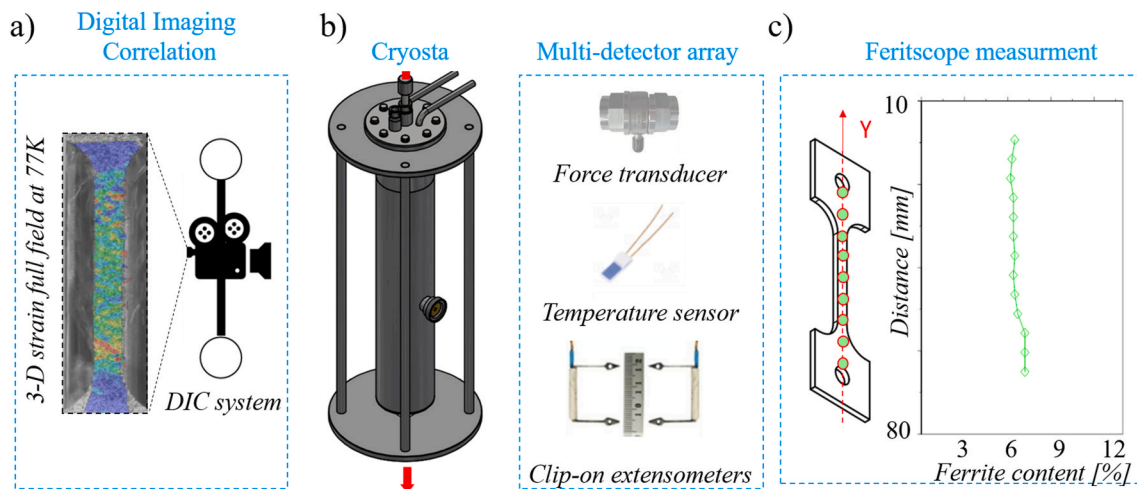 a)
Digital Imaging
Correlation
3-D strain full field at 77K
DIC system
b)
Cryosta
Multi-detector array
Force transducer
Temperature sensor
Clip-on extensometers
c)
Feritscope measurment
Y
10
Distance [mm]
80
3 6 9 12
Ferrite content [%]